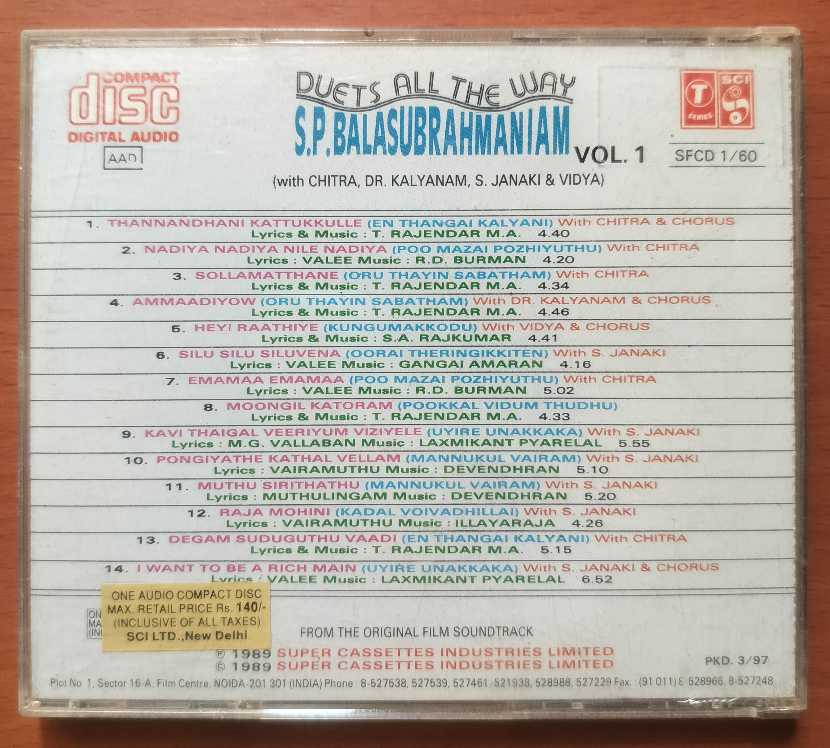 COMPACT
disc
DIGITAL AUDIO
AAD
DUETS ALL THE WAY
S.P.BALASUBRAHMANIAM
VOL. 1
(with CHITRA, DR. KALYANAM, S. JANAKI & VIDYA)
T
SERIES
SCI
SFCD 1/60
1. THANNANDHANI KATTUKKULLE (EN THANGAI KALYANI) With CHITRA & CHORUS
Lyrics & Music : T. RAJENDAR M.A. 4.40
2. NADIYA NADIYA NILE NADIYA (POO MAZAI POZHIYUTHU) With CHITRA
Lyrics : VALEE Music : R.D. BURMAN 4.20
3. SOLLAMATTHANE (ORU THAYIN SABATHAM) With CHITRA
Lyrics & Music : T. RAJENDAR M.A. 4.34
4. AMMAADIYOW (ORU THAYIN SABATHAM) With DR. KALYANAM & CHORUS
Lyrics & Music : T. RAJENDAR M.A. 4.46
5. HEYI RAATHIYE (KUNGUMAKKODU) With VIDYA & CHORUS
Lyrics & Music : S.A. RAJKUMAR 4.41
6. SILU SILU SILUVENA (OORAI THERINGIKKITEN) With S. JANAKI
Lyrics : VALEE Music : GANGAI AMARAN 4.16
7. EMAMAA EMAMAA (POO MAZAI POZHIYUTHU) With CHITRA
Lyrics : VALEE Music : R.D. BURMAN 5.02
8. MOONGIL KATORAM (POOKKAL VIDUM THUDHU)
Lyrics & Music : T. RAJENDAR M.A. 4.33
9. KAVI THAIGAL VEERIYUM VIZIYELE (UYIRE UNAKKAKA) With S. JANAKI
Lyrics : M.G. VALLABAN Music : LAXMIKANT PYARELAL 5.55
10. PONGIYATHE KATHAL VELLAM (MANNUKUL VAIRAM) With S. JANAKI
Lyrics : VAIRAMUTHU Music : DEVENDHRAN 5.10
11. MUTHU SIRITHATHU (MANNUKUL VAIRAM) With S. JANAKI
Lyrics : MUTHULINGAM Music : DEVENDHRAN 5.20
12. RAJA MOHINI (KADAL VOIVADHILLAI) With S. JANAKI
Lyrics : VAIRAMUTHU Music : ILLAYARAJA 4.26
13. DEGAM SUDUGUTHU VAADI (EN THANGAI KALYANI) With CHITRA
Lyrics & Music : T. RAJENDAR M.A. 5.15
14. I WANT TO BE A RICH MAIN (UYIRE UNAKKAKA) With S. JANAKI & CHORUS
Lyrics : VALEE Music : LAXMIKANT PYARELAL 6.52
ONE AUDIO COMPACT DISC
MAX. RETAIL PRICE Rs. 140/-
(INCLUSIVE OF ALL TAXES)
SCI LTD.,New Delhi
FROM THE ORIGINAL FILM SOUNDTRACK
℗ 1989 SUPER CASSETTES INDUSTRIES LIMITED
© 1989 SUPER CASSETTES INDUSTRIES LIMITED
PKD. 3/97
Plot No 1, Sector 16-A, Film Centre, NOIDA-201 301 (INDIA) Phone : 8-527538, 527539, 527461, 521938, 528988, 527229 Fax : (91 011) 8-528966, 8-527248